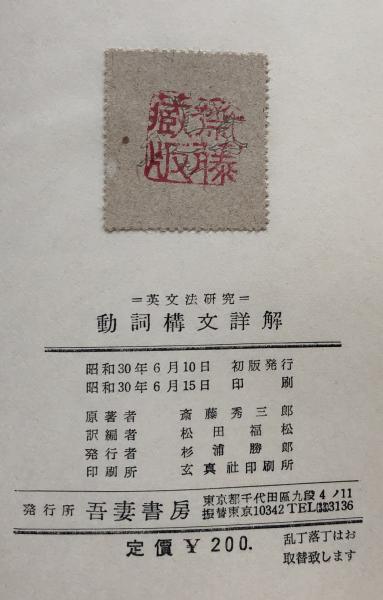 齋藤
藏版
=英文法研究=
動詞構文詳解
昭和30年6月10日 初版発行
昭和30年6月15日 印刷
原著者 斎藤秀三郎
訳編者 松田福松
発行者 杉浦勝郎
印刷所 玄真社印刷所
発行所 吾妻書房
東京都千代田區九段4ノ11
振替東京10342 TEL 3136
定價¥200.
乱丁落丁はお
取替致します